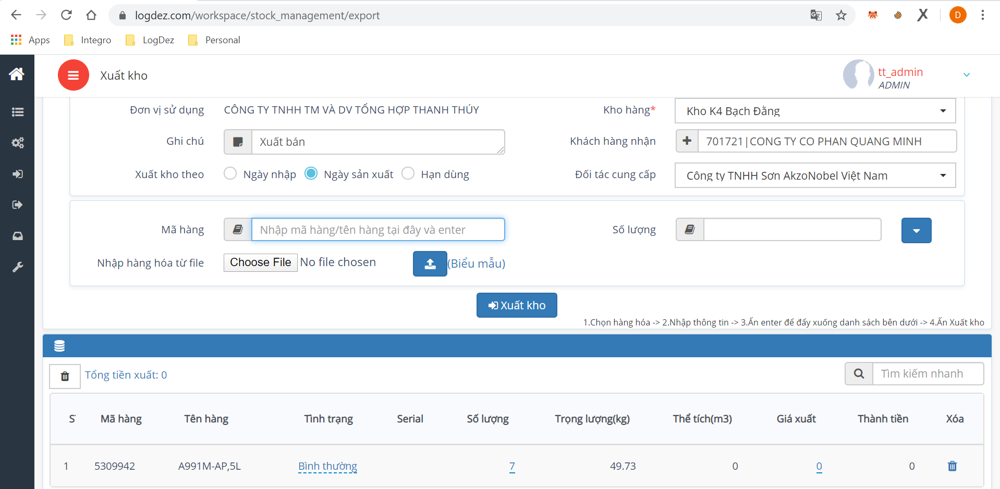 logdez.com/workspace/stock_management/export
D
Apps Integro LogDez Personal
Xuất kho
tt_admin
ADMIN
Đơn vị sử dụng CÔNG TY TNHH TM VÀ DV TỔNG HỢP THANH THÚY Kho hàng* Kho K4 Bạch Đằng
Ghi chú Xuất bán Khách hàng nhận 701721|CONG TY CO PHAN QUANG MINH
Xuất kho theo Ngày nhập Ngày sản xuất Hạn dùng Đối tác cung cấp Công ty TNHH Sơn AkzoNobel Việt Nam
Mã hàng Nhập mã hàng/tên hàng tại đây và enter Số lượng
Nhập hàng hóa từ file Choose File No file chosen (Biểu mẫu)
Xuất kho
1.Chọn hàng hóa -> 2.Nhập thông tin -> 3.Ấn enter để đẩy xuống danh sách bên dưới -> 4.Ấn Xuất kho
Tổng tiền xuất: 0 Tìm kiếm nhanh
Mã hàng Tên hàng Tình trạng Serial Số lượng Trọng lượng(kg) Thể tích(m3) Giá xuất Thành tiền Xóa
1 5309942 A991M-AP,5L Bình thường 7 49.73 0 0 0